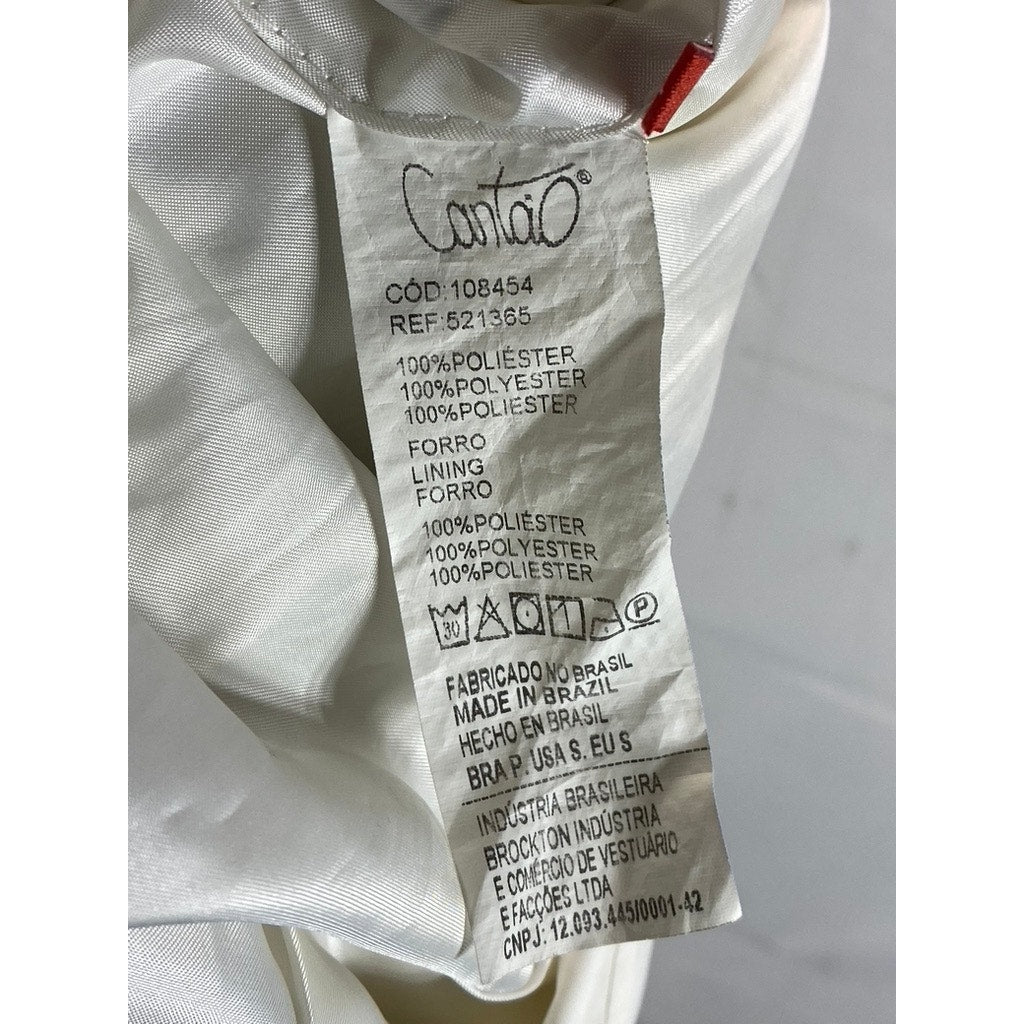 Cantão®
CÓD:108454
REF:521365
100%POLIÉSTER
100%POLYESTER
100%POLIESTER
FORRO
LINING
FORRO
100%POLIÉSTER
100%POLYESTER
100%POLIESTER
30 1 P
FABRICADO NO BRASIL
MADE IN BRAZIL
HECHO EN BRASIL
BRA P. USA S. EU S
INDÚSTRIA BRASILEIRA
BROCKTON INDÚSTRIA
E COMÉRCIO DE VESTUÁRIO
E FACÇÕES LTDA
CNPJ: 12.093.445/0001-42